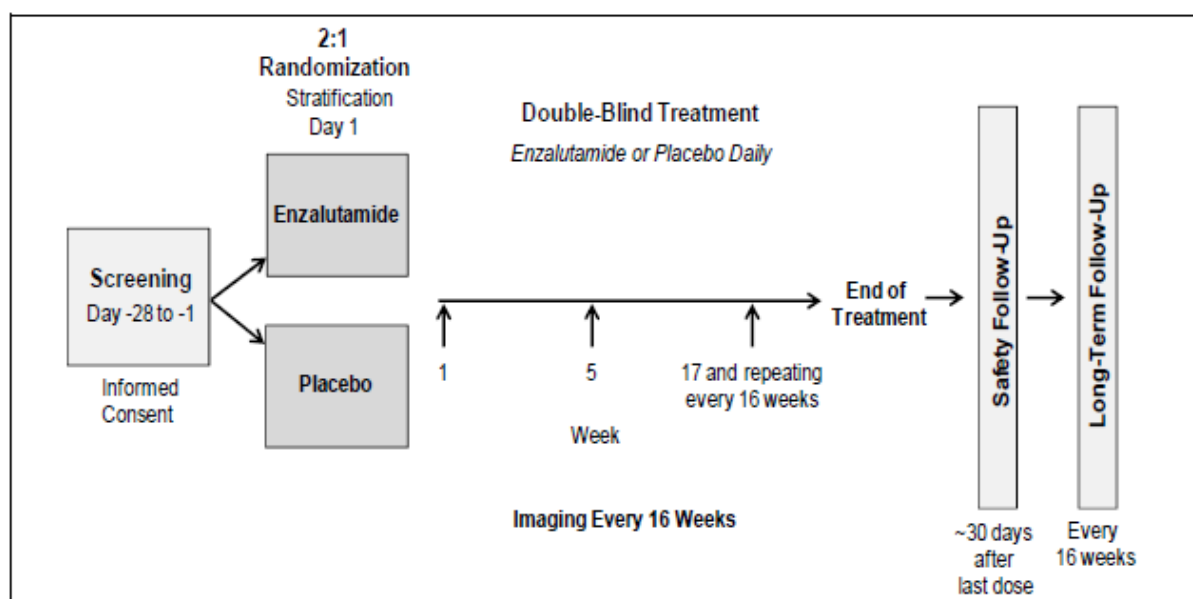 2:1
Randomization
Stratification
Day 1
Double-Blind Treatment
Enzalutamide or Placebo Daily
Enzalutamide
Screening
Day -28 to -1
Informed
Consent
Placebo
1
5
17 and repeating
every 16 weeks
Week
Imaging Every 16 Weeks
End of
Treatment
Safety Follow-Up
~30 days
after
last dose
Long-Term Follow-Up
Every
16 weeks